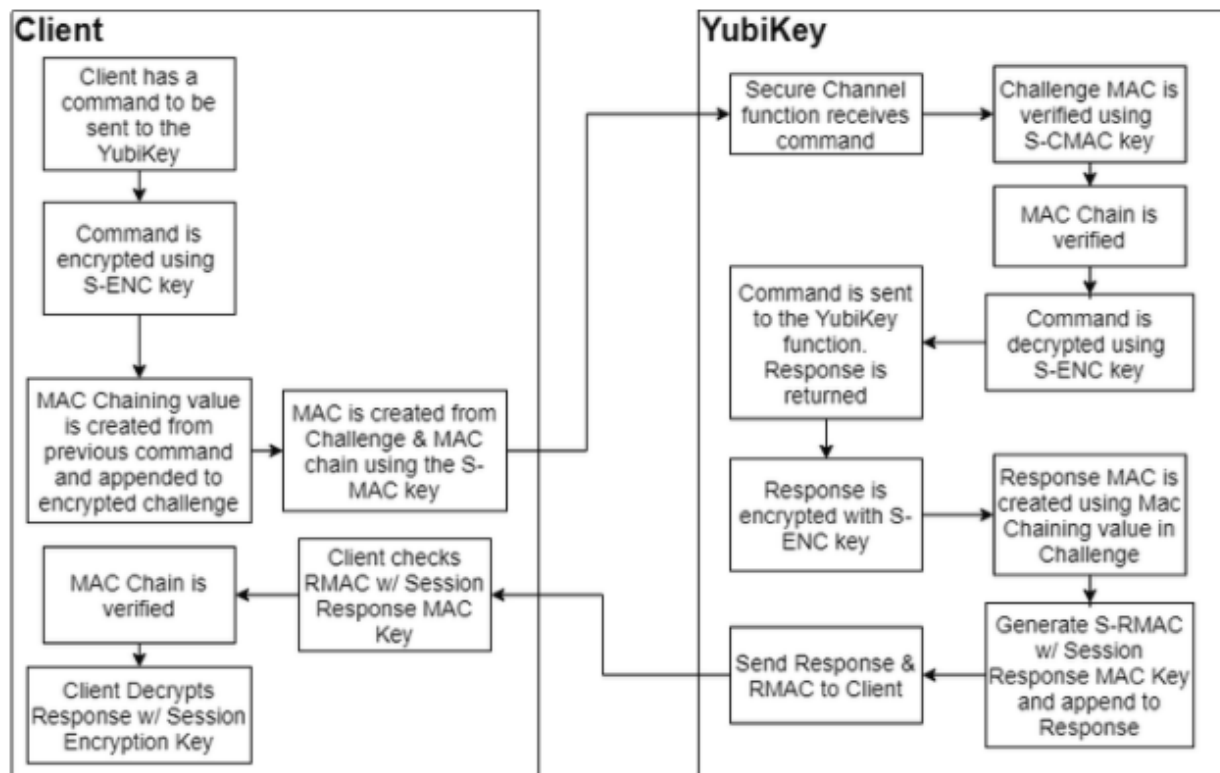 Client
Client has a
command to be
sent to the
YubiKey
Command is
encrypted using
S-ENC key
MAC Chaining value
is created from
previous command
and appended to
encrypted challenge
MAC is created from
Challenge & MAC
chain using the S-
MAC key
Client checks
RMAC w/ Session
Response MAC
Key
MAC Chain is
verified
Client Decrypts
Response w/ Session
Encryption Key
YubiKey
Secure Channel
function receives
command
Challenge MAC is
verified using
S-CMAC key
MAC Chain is
verified
Command is
decrypted using
S-ENC key
Command is sent
to the YubiKey
function.
Response is
returned
Response is
encrypted with S-
ENC key
Response MAC is
created using Mac
Chaining value in
Challenge
Generate S-RMAC
w/ Session
Response MAC Key
and append to
Response
Send Response &
RMAC to Client